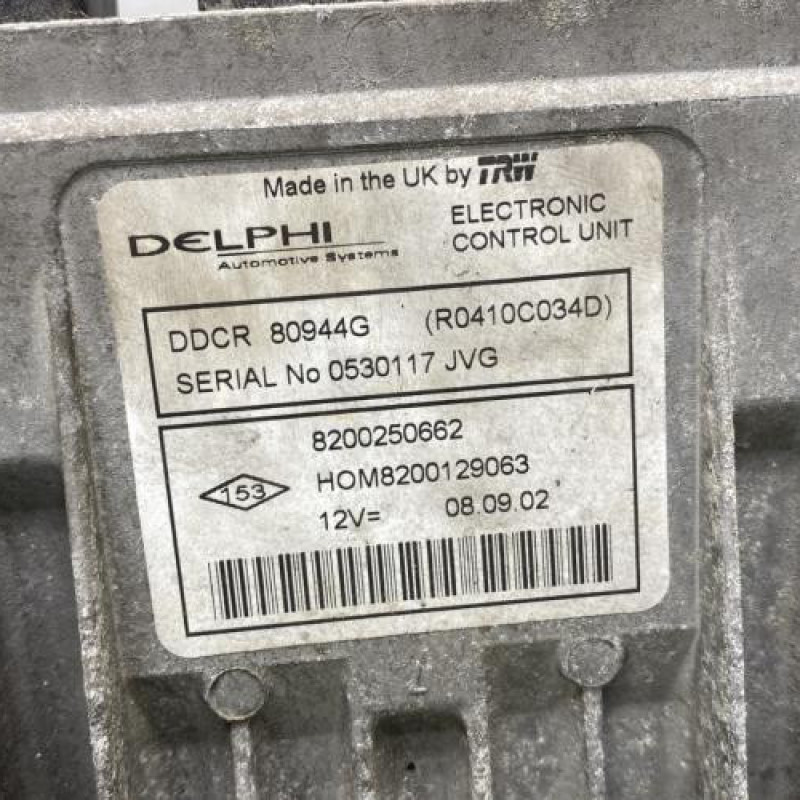 Made in the UK by TRW
DELPHI
Automotive Systems
ELECTRONIC
CONTROL UNIT
DDCR 80944G (R0410C034D)
SERIAL No 0530117 JVG
8200250662
153
HOM8200129063
12V= 08.09.02